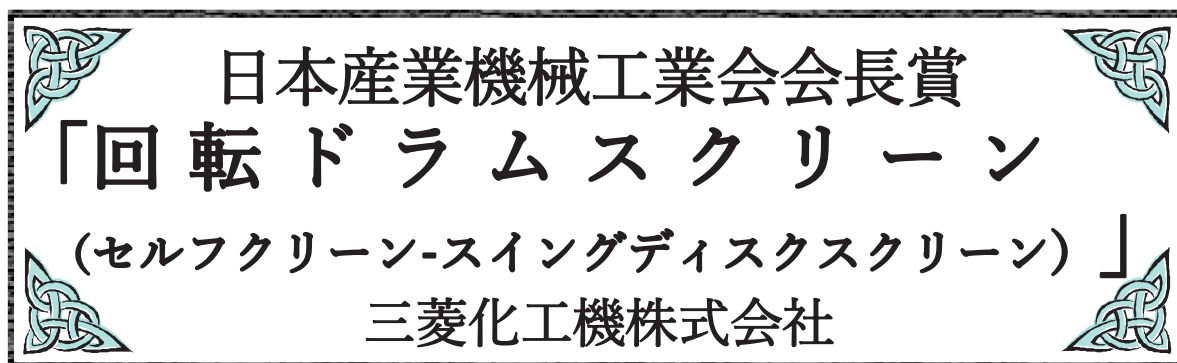 日本産業機械工業会会長賞
「回転ドラムスクリーン
(セルフクリーン-スイングディスクスクリーン)」
三菱化工機株式会社